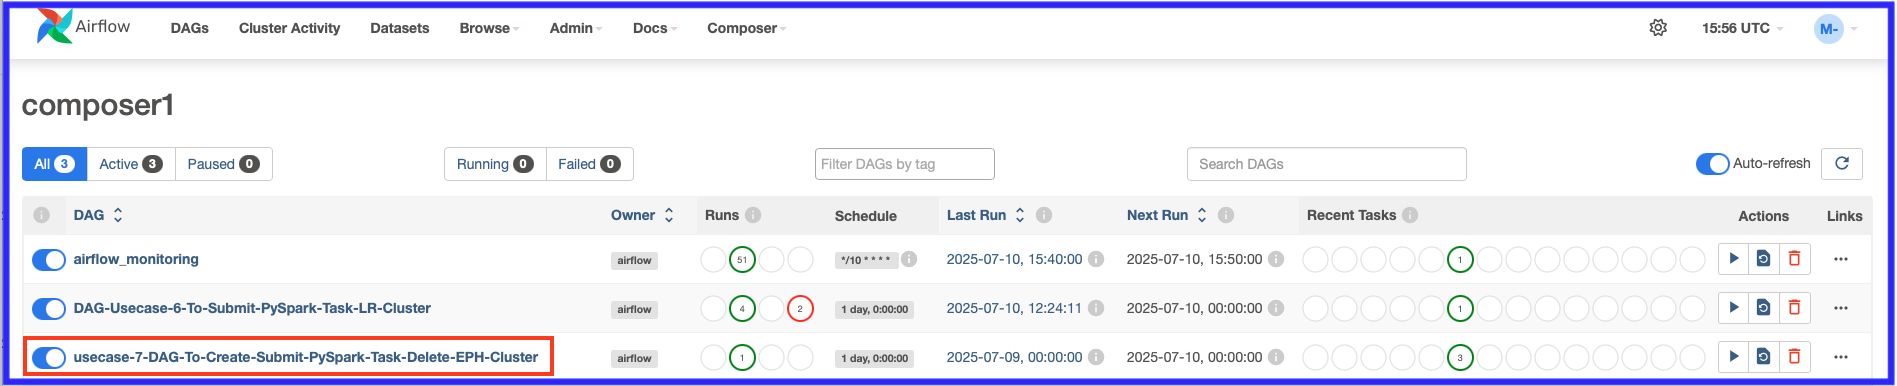 Airflow DAGs Cluster Activity Datasets Browse Admin Docs Composer 15:56 UTC M-
composer1
All 3 Active 3 Paused 0 Running 0 Failed 0 Filter DAGs by tag Search DAGs Auto-refresh
i DAG Owner Runs i Schedule Last Run i Next Run i Recent Tasks i Actions Links
airflow_monitoring airflow 51 */10 * * * * i 2025-07-10, 15:40:00 i 2025-07-10, 15:50:00 i 1 ...
DAG-Usecase-6-To-Submit-PySpark-Task-LR-Cluster airflow 4 2 1 day, 0:00:00 2025-07-10, 12:24:11 i 2025-07-10, 00:00:00 i 1 ...
usecase-7-DAG-To-Create-Submit-PySpark-Task-Delete-EPH-Cluster airflow 1 1 day, 0:00:00 2025-07-09, 00:00:00 i 2025-07-10, 00:00:00 i 3 ...